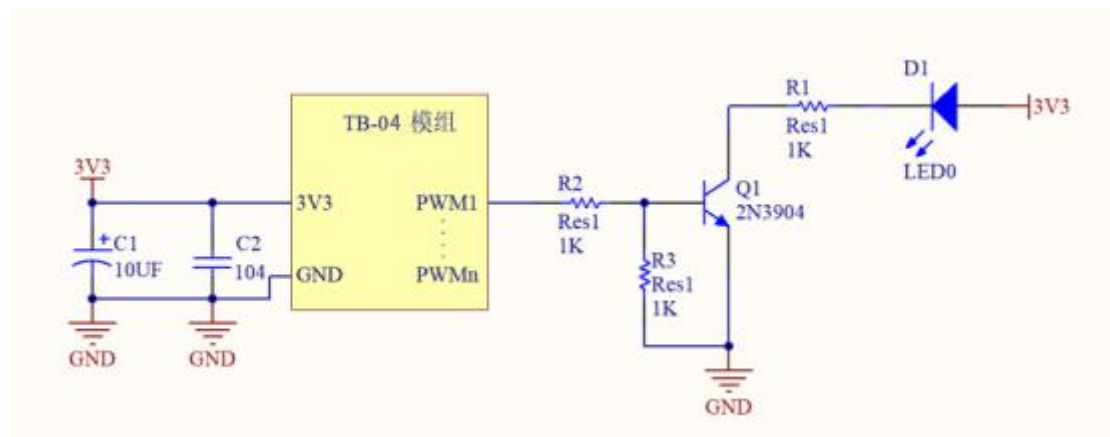 D1
R1
3V3
Res1
1K
LED0
TB-04 模组
3V3
3V3
PWM1
R2
Res1
1K
Q1
2N3904
C1
10UF
C2
104
GND
PWMn
R3
Res1
1K
GND
GND
GND